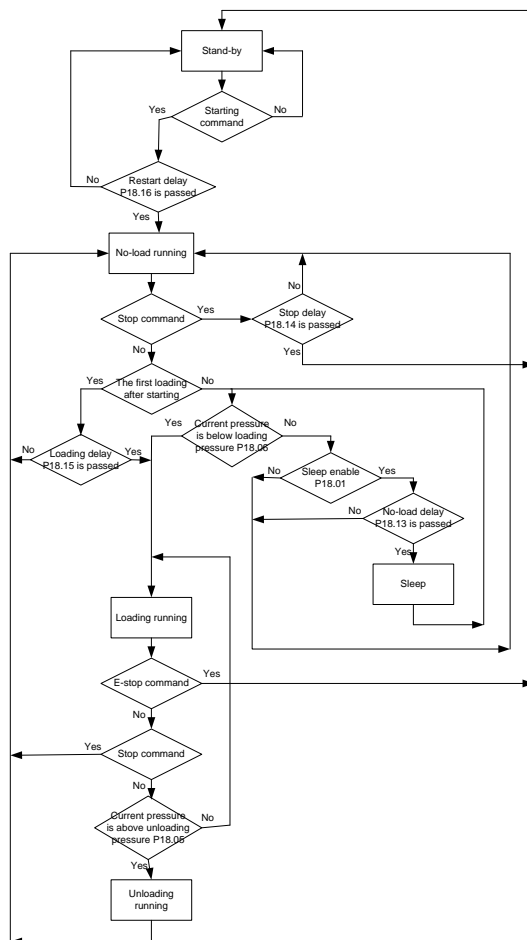 Stand-by
Starting
command
Yes
No
Restart delay
P18.16 is passed
No
Yes
No-load running
Stop command
Yes
No
Stop delay
P18.14 is passed
No
Yes
The first loading
after starting
Yes
No
Loading delay
P18.15 is passed
No
Yes
Current pressure
is below loading
pressure P18.06
Yes
No
Sleep enable
P18.01
No
Yes
No-load delay
P18.13 is passed
No
Yes
Sleep
Loading running
E-stop command
Yes
No
Stop command
Yes
No
Current pressure
is above unloading
pressure P18.05
No
Yes
Unloading
running